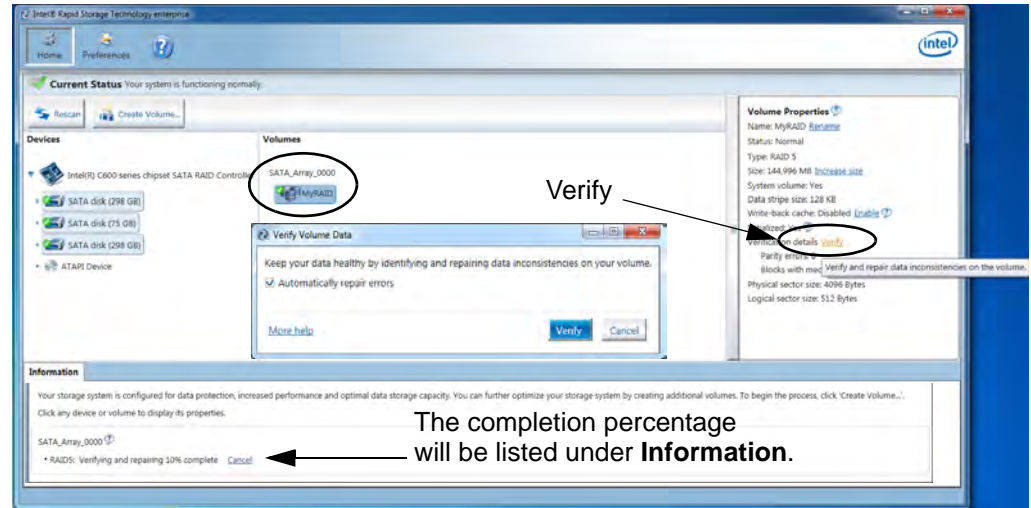 Intel® Rapid Storage Technology enterprise
Home
Preferences
?
intel
Current Status Your system is functioning normally.
Rescan
Create Volume...
Devices
Intel(R) C600 series chipset SATA RAID Controlle
SATA disk (298 GB)
SATA disk (75 GB)
SATA disk (298 GB)
ATAPI Device
Volumes
SATA_Array_0000
MyRAID
Verify
Verify Volume Data
Keep your data healthy by identifying and repairing data inconsistencies on your volume.
Automatically repair errors
More help
Verify
Cancel
Volume Properties ?
Name: MyRAID Rename
Status: Normal
Type: RAID 5
Size: 144,996 MB Increase size
System volume: Yes
Data stripe size: 128 KB
Write-back cache: Disabled Enable ?
Initialized: Yes ?
Verification details Verify
Parity errors: 0
Blocks with med
Verify and repair data inconsistencies on the volume.
Physical sector size: 4096 Bytes
Logical sector size: 512 Bytes
Information
Your storage system is configured for data protection, increased performance and optimal data storage capacity. You can further optimize your storage system by creating additional volumes. To begin the process, click 'Create Volume...'.
Click any device or volume to display its properties.
SATA_Array_0000 ?
• RAID5: Verifying and repairing 10% complete Cancel
The completion percentage
will be listed under Information.